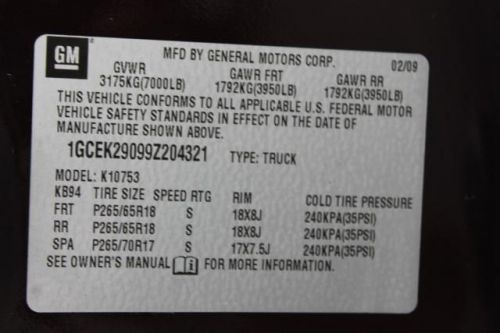 GM MFD BY GENERAL MOTORS CORP. 02/09
GVWR GAWR FRT GAWR RR
3175KG(7000LB) 1792KG(3950LB) 1792KG(3950LB)
THIS VEHICLE CONFORMS TO ALL APPLICABLE U.S. FEDERAL MOTOR
VEHICLE SAFETY STANDARDS IN EFFECT ON THE DATE OF
MANUFACTURE SHOWN ABOVE.
1GCEK29099Z204321 TYPE: TRUCK
MODEL: K10753
KB94 TIRE SIZE SPEED RTG RIM COLD TIRE PRESSURE
FRT P265/65R18 S 18X8J 240KPA(35PSI)
RR P265/65R18 S 18X8J 240KPA(35PSI)
SPA P265/70R17 S 17X7.5J 240KPA(35PSI)
SEE OWNER'S MANUAL i FOR MORE INFORMATION.